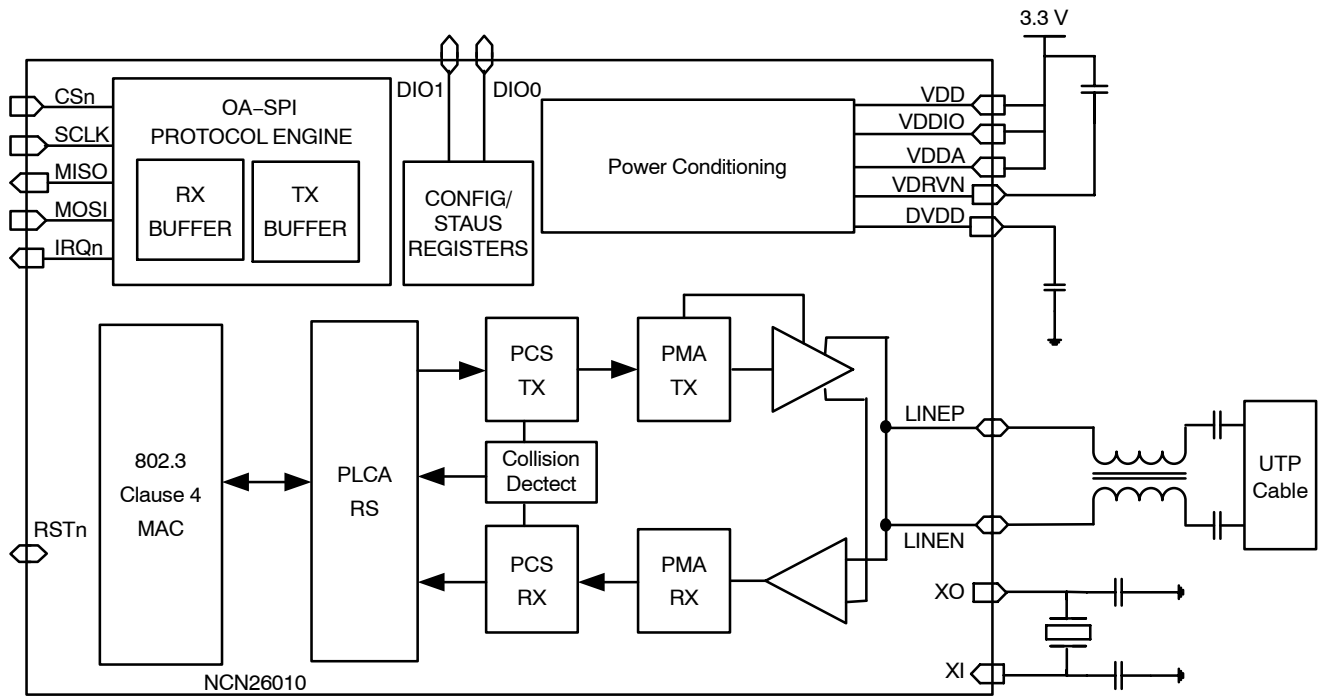 3.3 V
CSn
SCLK
MISO
MOSI
IRQn
OA–SPI
PROTOCOL ENGINE
RX
BUFFER
TX
BUFFER
DIO1
DIO0
CONFIG/
STAUS
REGISTERS
Power Conditioning
VDD
VDDIO
VDDA
VDRVN
DVDD
802.3
Clause 4
MAC
PLCA
RS
PCS
TX
PMA
TX
Collision
Dectect
PCS
RX
PMA
RX
LINEP
LINEN
UTP
Cable
RSTn
XO
XI
NCN26010